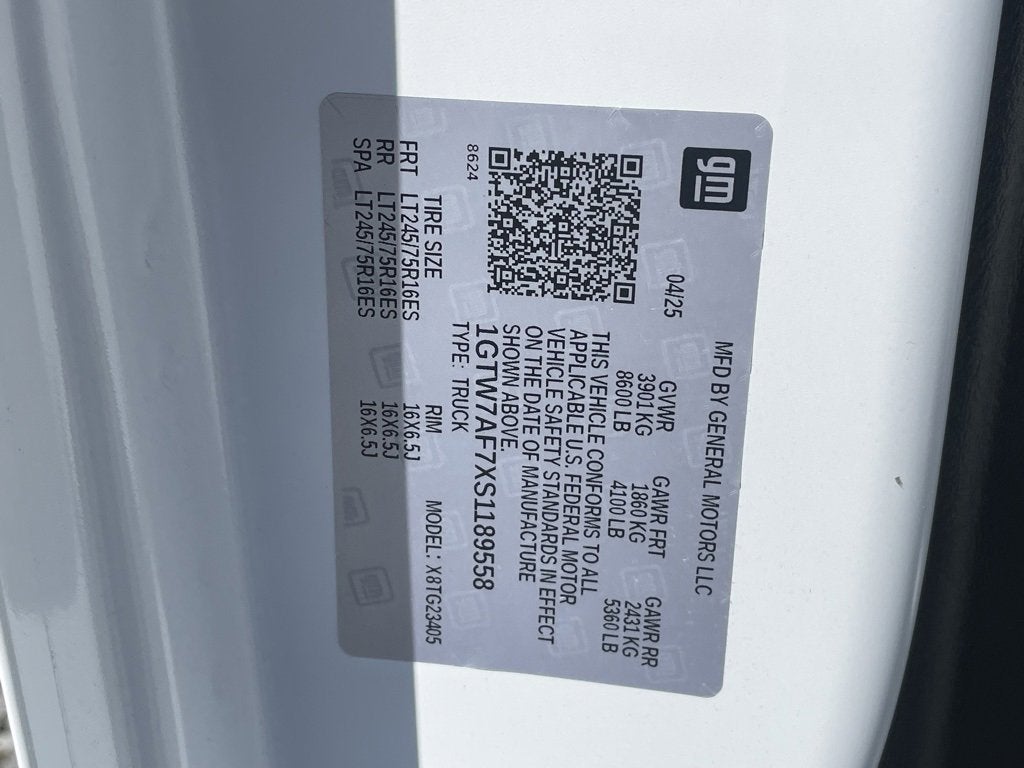 gm
MFD BY GENERAL MOTORS LLC
04/25
GVWR GAWR FRT GAWR RR
3901 KG 1860 KG 2431 KG
8600 LB 4100 LB 5360 LB
THIS VEHICLE CONFORMS TO ALL
APPLICABLE U.S. FEDERAL MOTOR
VEHICLE SAFETY STANDARDS IN EFFECT
ON THE DATE OF MANUFACTURE
SHOWN ABOVE.
8624
1GTW7AF7XS1189558
TYPE: TRUCK MODEL: X8TG23405
TIRE SIZE RIM
FRT LT245/75R16ES 16X6.5J
RR LT245/75R16ES 16X6.5J
SPA LT245/75R16ES 16X6.5J